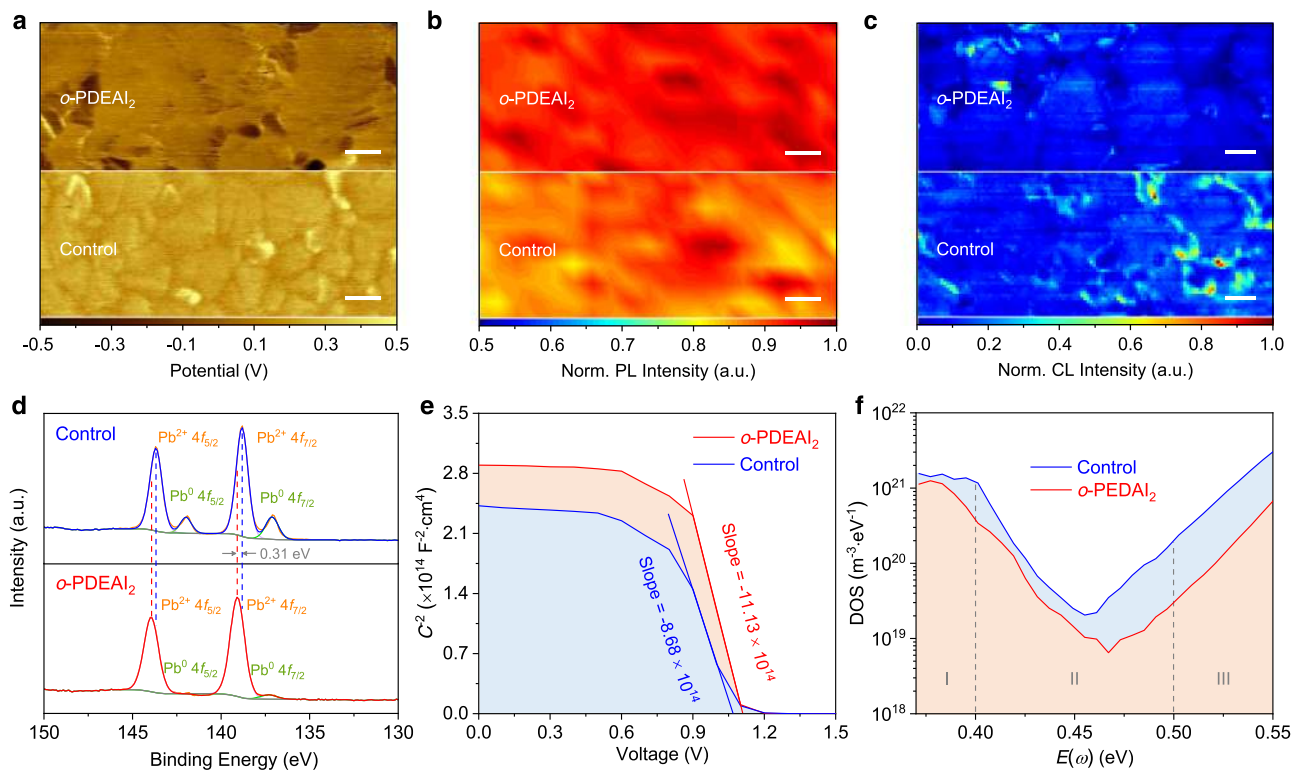 a
o-PDEAI₂
Control
-0.5 -0.3 -0.1 0.1 0.3 0.5
Potential (V)
b
o-PDEAI₂
Control
0.5 0.6 0.7 0.8 0.9 1.0
Norm. PL Intensity (a.u.)
c
o-PDEAI₂
Control
0.0 0.2 0.4 0.6 0.8 1.0
Norm. CL Intensity (a.u.)
d
Control
Pb²⁺ 4f₅/₂
Pb²⁺ 4f₇/₂
Pb⁰ 4f₅/₂
Pb⁰ 4f₇/₂
0.31 eV
o-PDEAI₂
Pb²⁺ 4f₅/₂
Pb²⁺ 4f₇/₂
Pb⁰ 4f₅/₂
Pb⁰ 4f₇/₂
Intensity (a.u.)
150 145 140 135 130
Binding Energy (eV)
e
3.5
2.8
2.1
1.4
0.7
0.0
C⁻² (×10¹⁴ F⁻²·cm⁴)
o-PDEAI₂
Control
Slope = -8.68 × 10¹⁴
Slope = -11.13 × 10¹⁴
0.0 0.3 0.6 0.9 1.2 1.5
Voltage (V)
f
10²²
10²¹
10²⁰
10¹⁹
10¹⁸
DOS (m⁻³·eV⁻¹)
Control
o-PEDAI₂
I II III
0.40 0.45 0.50 0.55
E(ω) (eV)